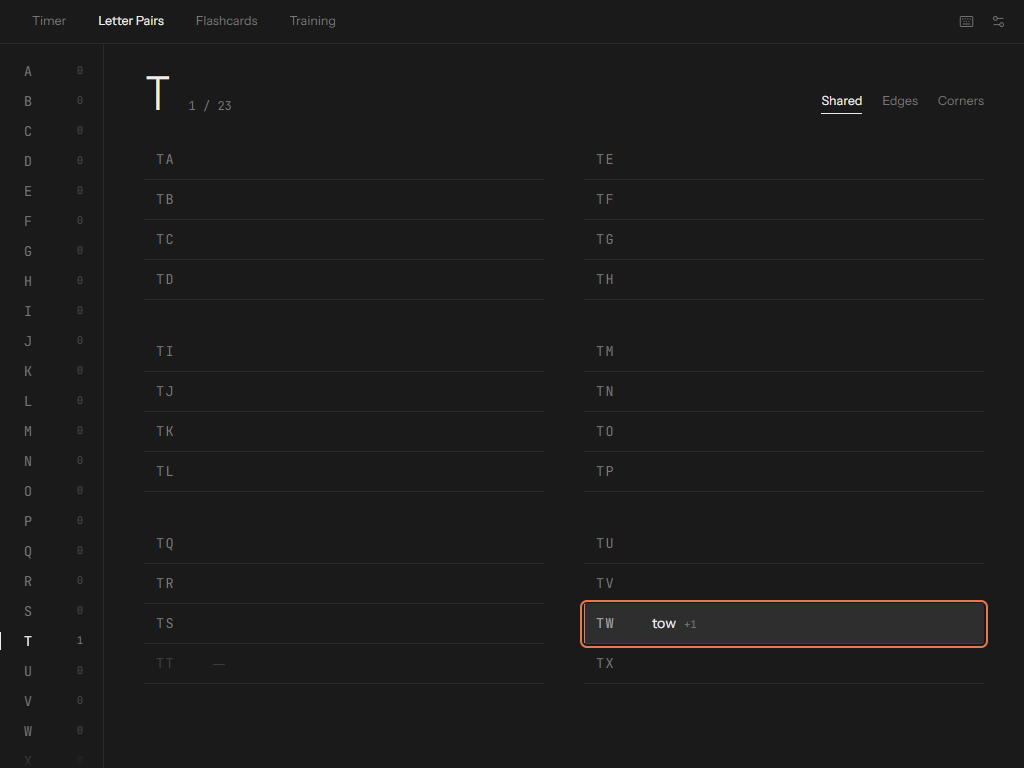 Timer Letter Pairs Flashcards Training
A 0
B 0
C 0
D 0
E 0
F 0
G 0
H 0
I 0
J 0
K 0
L 0
M 0
N 0
O 0
P 0
Q 0
R 0
S 0
T 1
U 0
V 0
W 0
X 0
T 1 / 23
Shared Edges Corners
TA
TB
TC
TD
TE
TF
TG
TH
TI
TJ
TK
TL
TM
TN
TO
TP
TQ
TR
TS
TT —
TU
TV
TW tow +1
TX